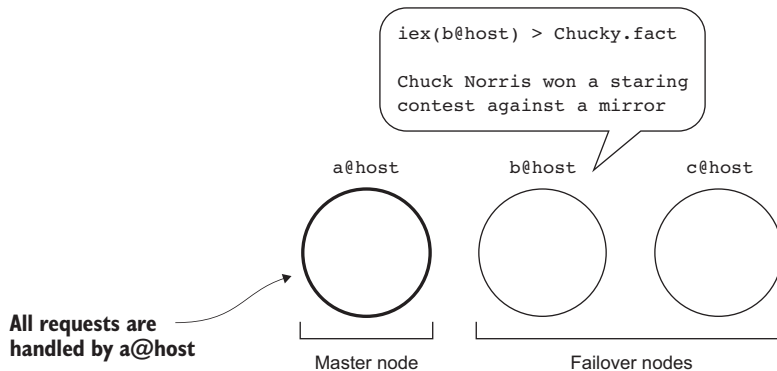 iex(b@host) > Chucky.fact
Chuck Norris won a staring
contest against a mirror
a@host
b@host
c@host
All requests are
handled by a@host
Master node
Failover nodes